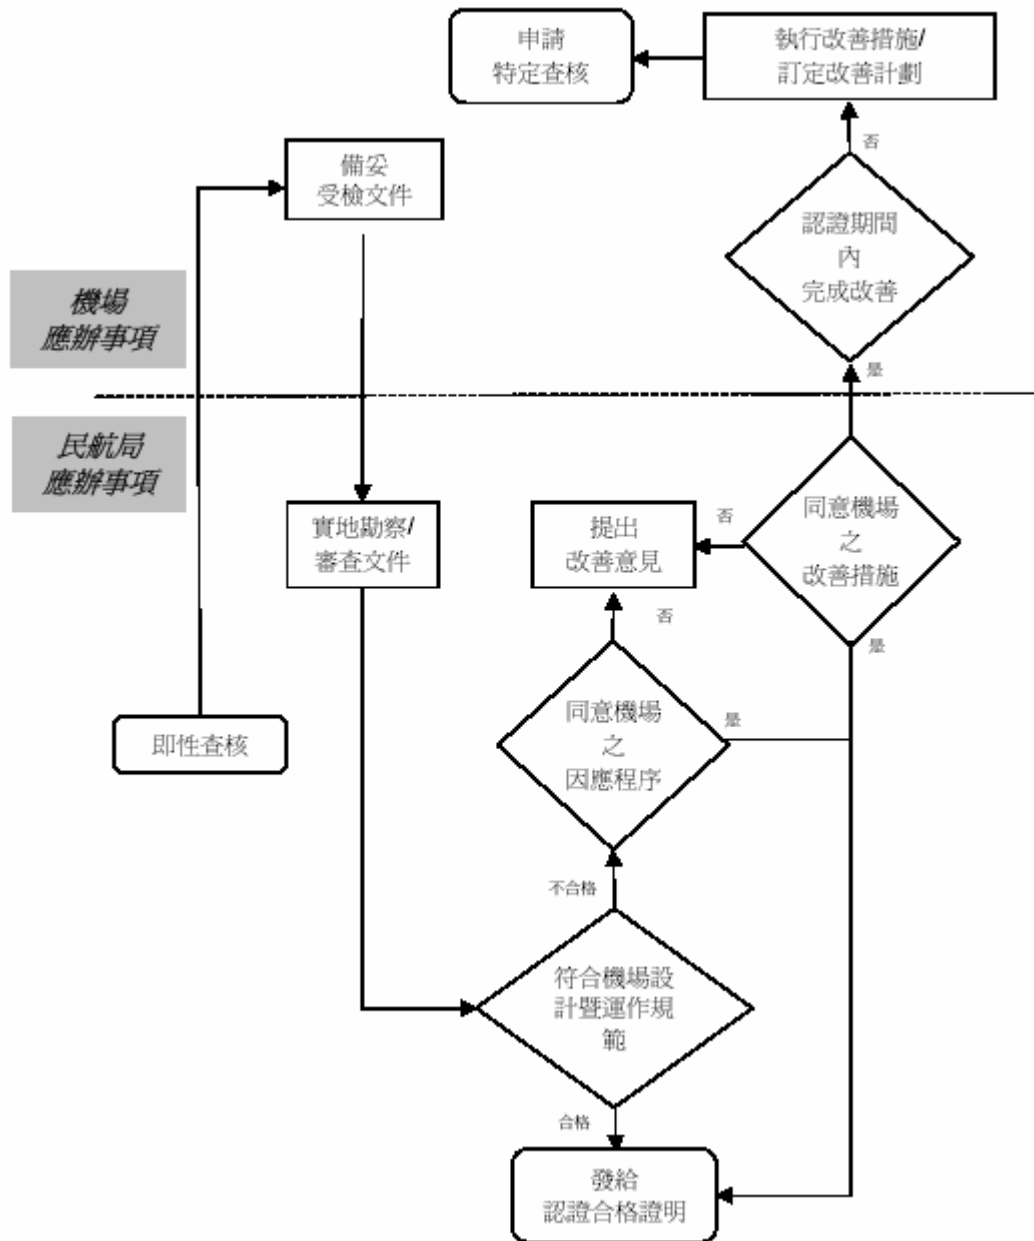 申請
特定查核
執行改善措施/
訂定改善計劃
否
備妥
受檢文件
認證期間
內
完成改善
機場
應辦事項
是
民航局
應辦事項
實地勘察/
審查文件
提出
改善意見
否
同意機場
之
改善措施
否
是
同意機場
之
因應程序
是
即性查核
不合格
符合機場設
計暨運作規
範
合格
發給
認證合格證明